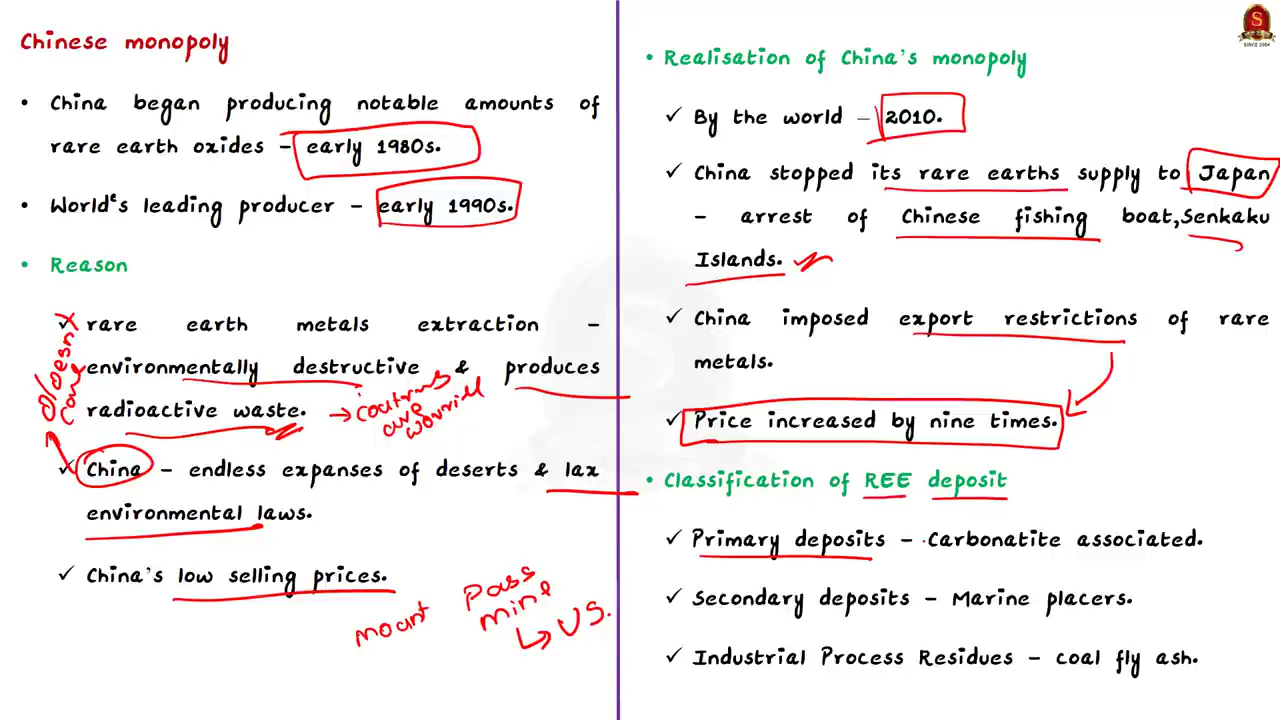 Chinese monopoly
• China began producing notable amounts of
rare earth oxides - early 1980s.
• World's leading producer - early 1990s.
• Reason
✓ rare earth metals extraction -
environmentally destructive & produces
radioactive waste.
→ countries
are
worried
doesn't
care
✓ China - endless expanses of deserts & lax
environmental laws.
✓ China's low selling prices.
mount
Pass
mine
↳ US.
• Realisation of China's monopoly
✓ By the world - 2010.
✓ China stopped its rare earths supply to Japan
- arrest of Chinese fishing boat,Senkaku
Islands.
✓ China imposed export restrictions of rare
metals.
✓ Price increased by nine times.
• Classification of REE deposit
✓ Primary deposits - Carbonatite associated.
✓ Secondary deposits - Marine placers.
✓ Industrial Process Residues - coal fly ash.
S
SINCE 2004